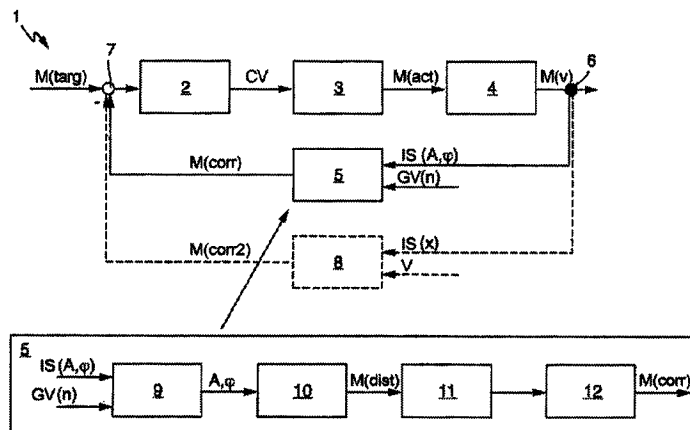 1
7
6
M(targ)
-
2
CV
3
M(act)
4
M(v)
M(corr)
5
IS (A,φ)
GV(n)
M(corr2)
8
IS (x)
V
5
IS(A,φ)
GV(n)
9
A,φ
10
M(dist)
11
12
M(corr)